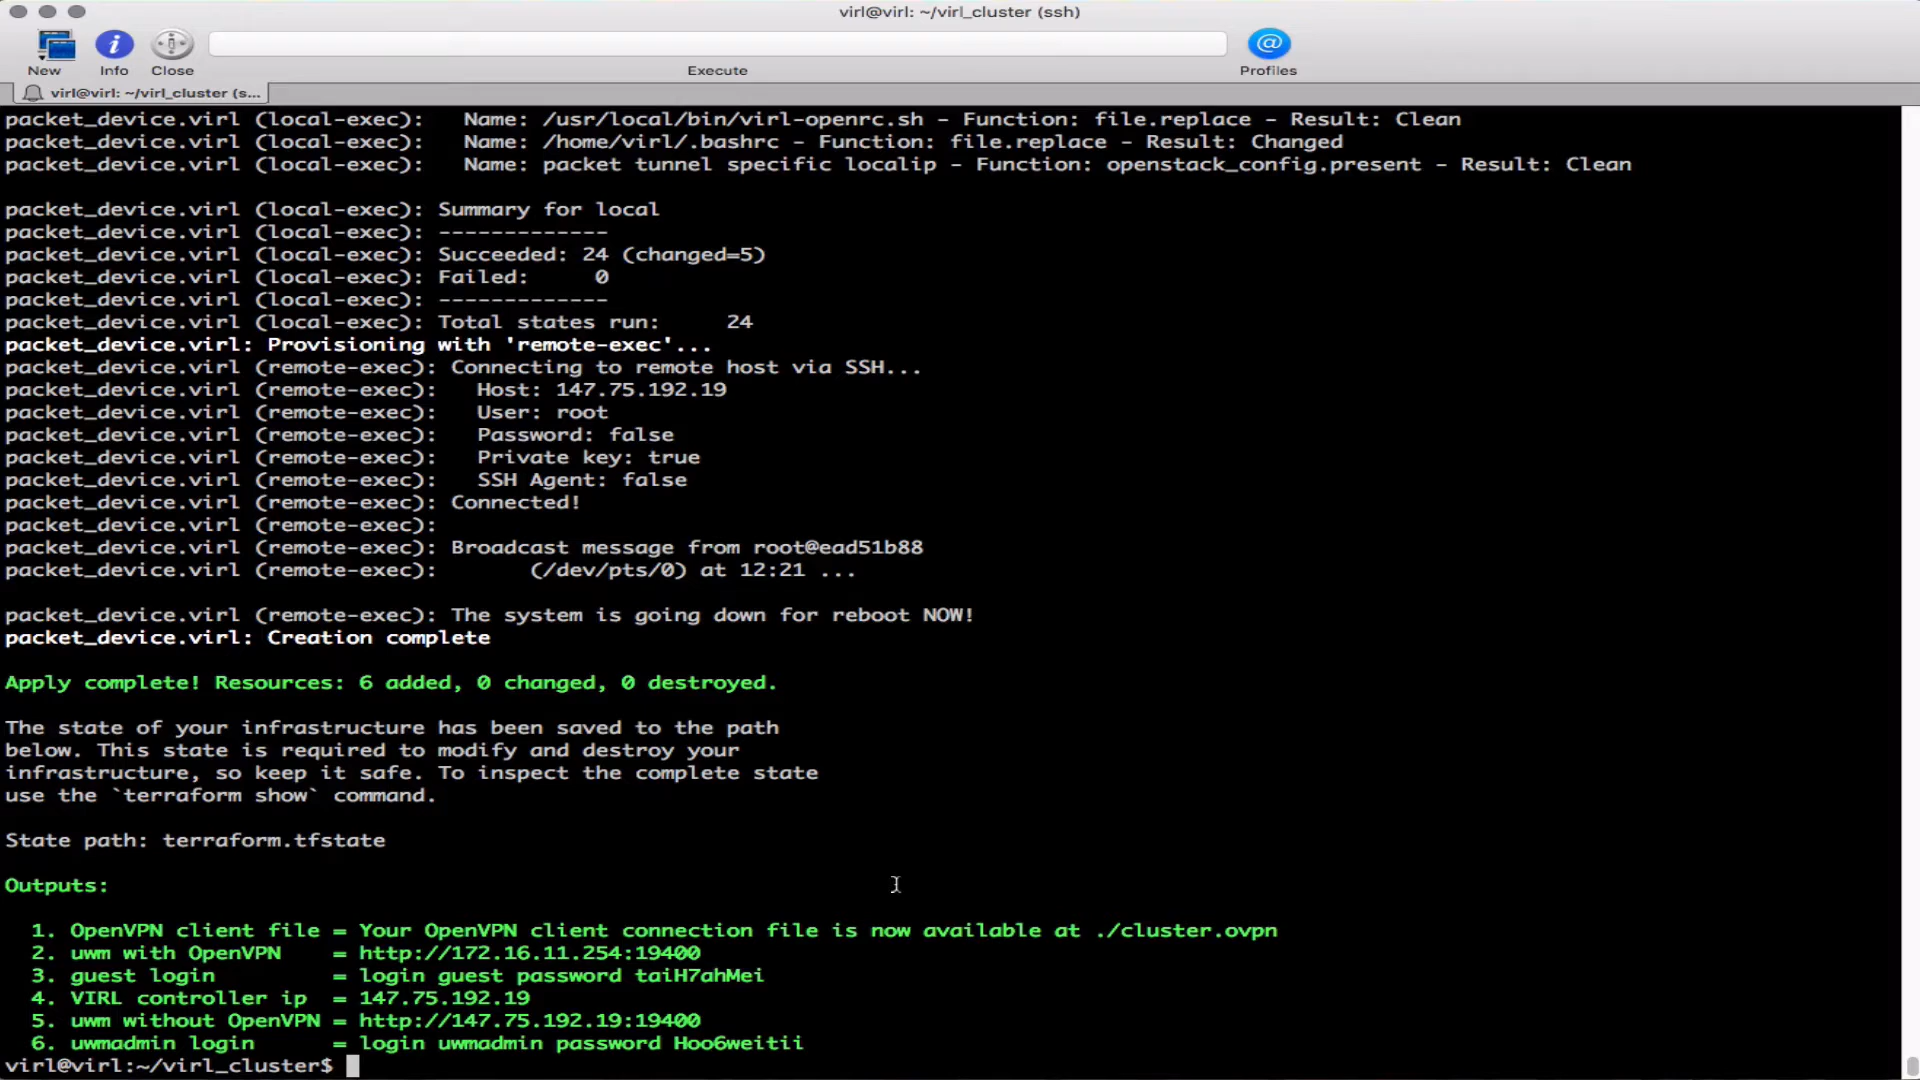 virl@virl: ~/virl_cluster (ssh)
New Info Close Execute Profiles
virl@virl: ~/virl_cluster (s...
packet_device.virl (local-exec):   Name: /usr/local/bin/virl-openrc.sh - Function: file.replace - Result: Clean
packet_device.virl (local-exec):   Name: /home/virl/.bashrc - Function: file.replace - Result: Changed
packet_device.virl (local-exec):   Name: packet tunnel specific localip - Function: openstack_config.present - Result: Clean
packet_device.virl (local-exec): Summary for local
packet_device.virl (local-exec): -------------
packet_device.virl (local-exec): Succeeded: 24 (changed=5)
packet_device.virl (local-exec): Failed:     0
packet_device.virl (local-exec): -------------
packet_device.virl (local-exec): Total states run:     24
packet_device.virl: Provisioning with 'remote-exec'...
packet_device.virl (remote-exec): Connecting to remote host via SSH...
packet_device.virl (remote-exec):   Host: 147.75.192.19
packet_device.virl (remote-exec):   User: root
packet_device.virl (remote-exec):   Password: false
packet_device.virl (remote-exec):   Private key: true
packet_device.virl (remote-exec):   SSH Agent: false
packet_device.virl (remote-exec): Connected!
packet_device.virl (remote-exec):
packet_device.virl (remote-exec): Broadcast message from root@ead51b88
packet_device.virl (remote-exec):       (/dev/pts/0) at 12:21 ...
packet_device.virl (remote-exec): The system is going down for reboot NOW!
packet_device.virl: Creation complete
Apply complete! Resources: 6 added, 0 changed, 0 destroyed.
The state of your infrastructure has been saved to the path
below. This state is required to modify and destroy your
infrastructure, so keep it safe. To inspect the complete state
use the `terraform show` command.
State path: terraform.tfstate
Outputs:
1. OpenVPN client file = Your OpenVPN client connection file is now available at ./cluster.ovpn
2. uwm with OpenVPN    = http://172.16.11.254:19400
3. guest login         = login guest password taiH7ahMei
4. VIRL controller ip  = 147.75.192.19
5. uwm without OpenVPN = http://147.75.192.19:19400
6. uwmadmin login      = login uwmadmin password Hoo6weitii
virl@virl:~/virl_cluster$